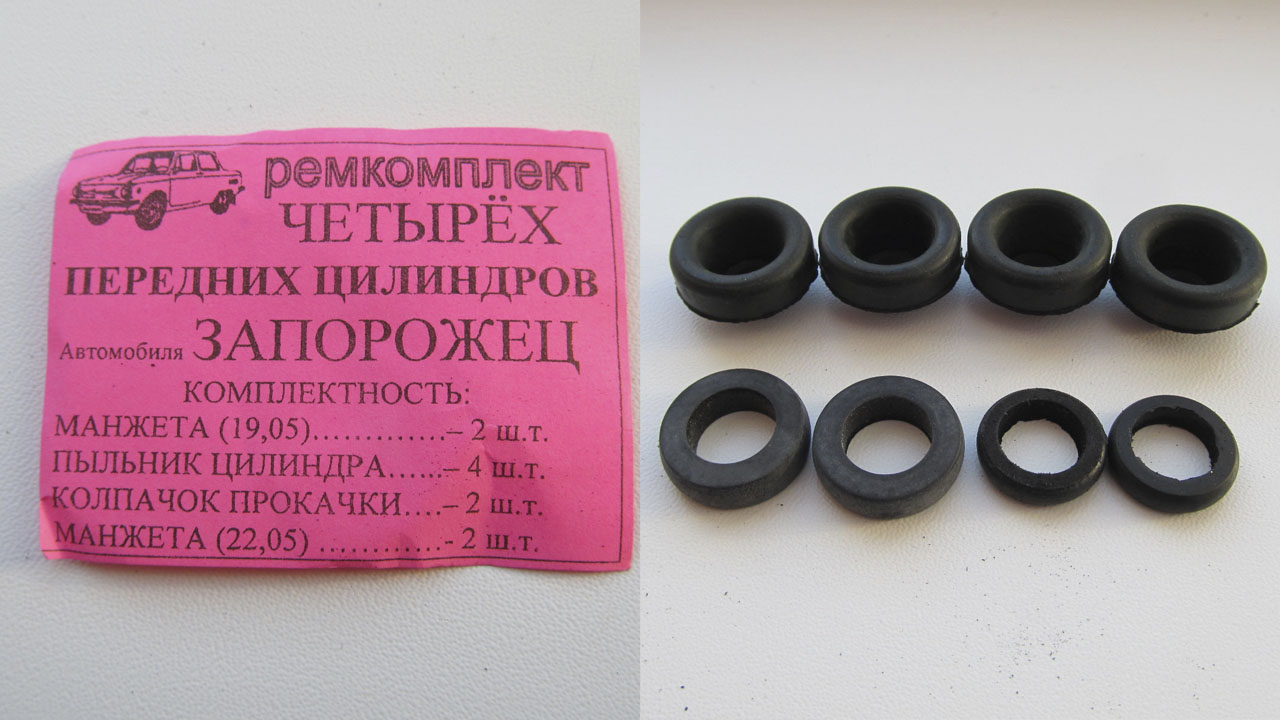 ремкомплект
ЧЕТЫРЁХ
ПЕРЕДНИХ ЦИЛИНДРОВ
Автомобиля ЗАПОРОЖЕЦ
КОМПЛЕКТНОСТЬ:
МАНЖЕТА (19,05).............– 2 ш.т.
ПЫЛЬНИК ЦИЛИНДРА......– 4 ш.т.
КОЛПАЧОК ПРОКАЧКИ....– 2 ш.т.
МАНЖЕТА (22,05) ............- 2 ш.т.